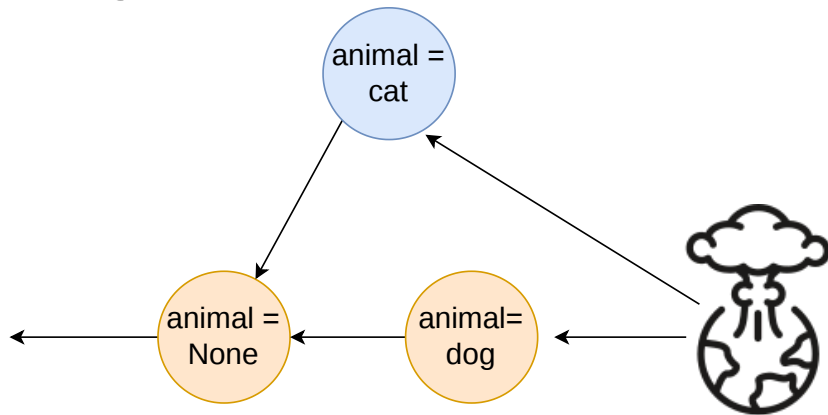 animal =
cat
animal =
None
animal=
dog